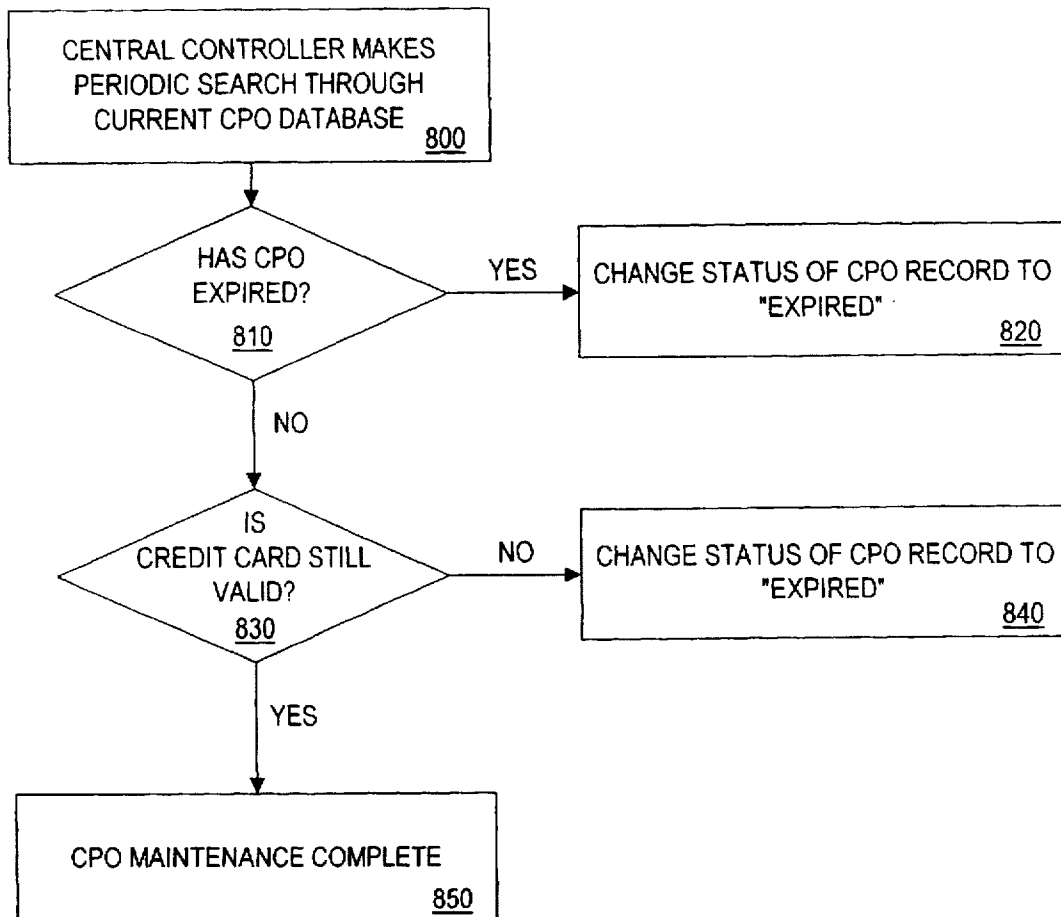 CENTRAL CONTROLLER MAKES
PERIODIC SEARCH THROUGH
CURRENT CPO DATABASE
800
HAS CPO
EXPIRED?
810
YES
CHANGE STATUS OF CPO RECORD TO
"EXPIRED"
820
NO
IS
CREDIT CARD STILL
VALID?
830
NO
CHANGE STATUS OF CPO RECORD TO
"EXPIRED"
840
YES
CPO MAINTENANCE COMPLETE
850